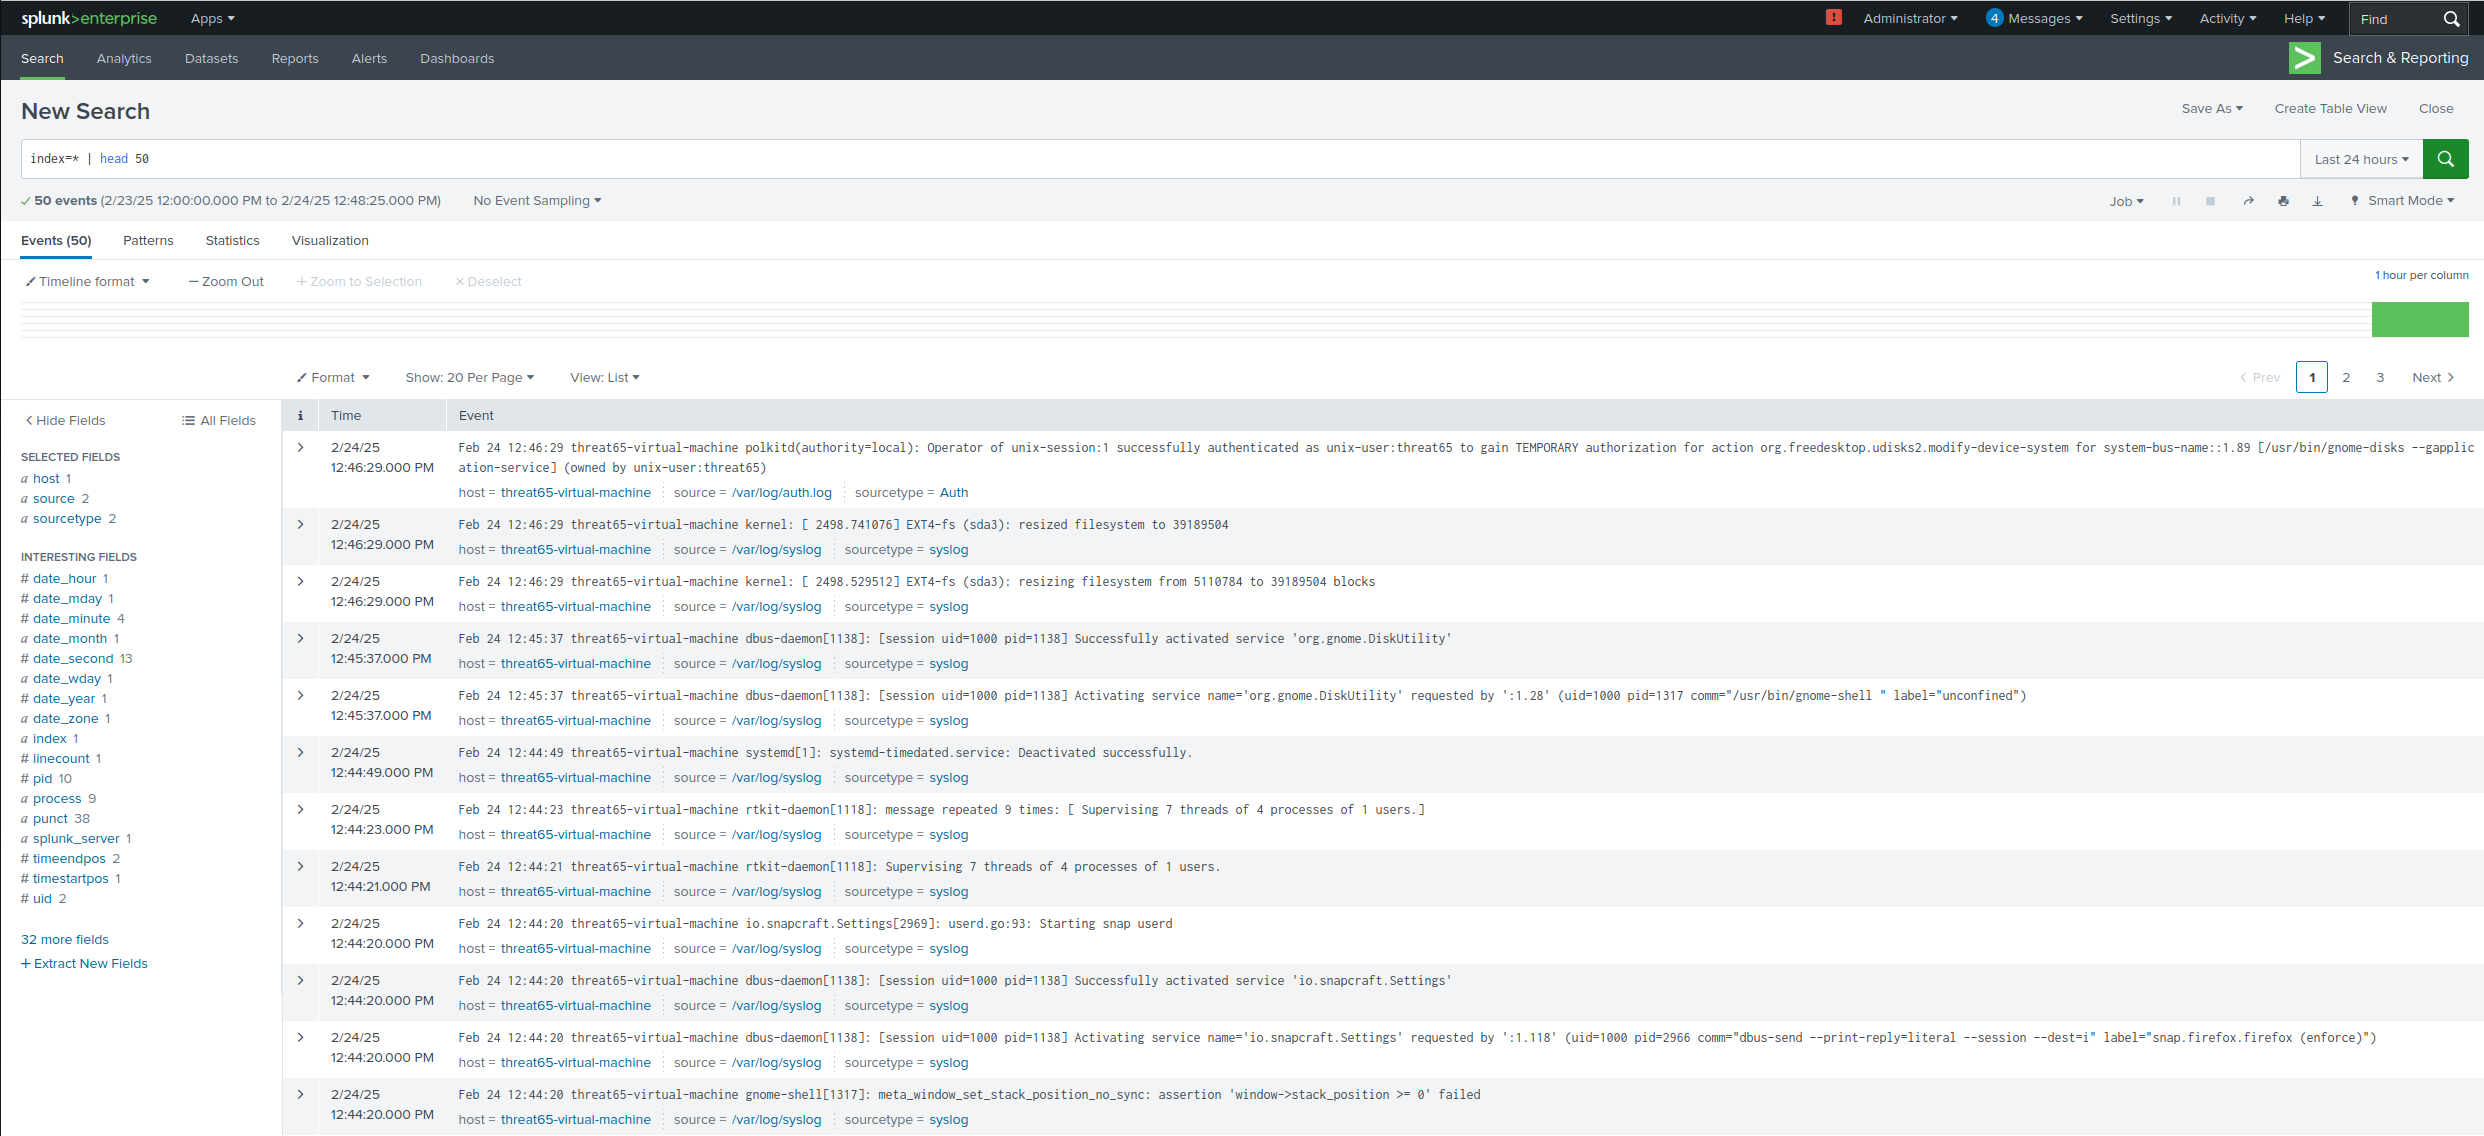 splunk>enterprise Apps ! Administrator 4 Messages Settings Activity Help Find
Search Analytics Datasets Reports Alerts Dashboards Search & Reporting
New Search Save As Create Table View Close
index=* | head 50 Last 24 hours
50 events (2/23/25 12:00:00.000 PM to 2/24/25 12:48:25.000 PM) No Event Sampling Job Smart Mode
Events (50) Patterns Statistics Visualization
Timeline format — Zoom Out + Zoom to Selection × Deselect 1 hour per column
Format Show: 20 Per Page View: List < Prev 1 2 3 Next >
< Hide Fields All Fields
SELECTED FIELDS
a host 1
a source 2
a sourcetype 2
INTERESTING FIELDS
# date_hour 1
# date_mday 1
# date_minute 4
a date_month 1
# date_second 13
a date_wday 1
# date_year 1
a date_zone 1
a index 1
# linecount 1
# pid 10
a process 9
a punct 38
a splunk_server 1
# timeendpos 2
# timestartpos 1
# uid 2
32 more fields
+ Extract New Fields
i Time Event
2/24/25 12:46:29.000 PM
Feb 24 12:46:29 threat65-virtual-machine polkitd(authority=local): Operator of unix-session:1 successfully authenticated as unix-user:threat65 to gain TEMPORARY authorization for action org.freedesktop.udisks2.modify-device-system for system-bus-name::1.89 [/usr/bin/gnome-disks --gapplic
ation-service] (owned by unix-user:threat65)
host = threat65-virtual-machine source = /var/log/auth.log sourcetype = Auth
2/24/25 12:46:29.000 PM
Feb 24 12:46:29 threat65-virtual-machine kernel: [ 2498.741076] EXT4-fs (sda3): resized filesystem to 39189504
host = threat65-virtual-machine source = /var/log/syslog sourcetype = syslog
2/24/25 12:46:29.000 PM
Feb 24 12:46:29 threat65-virtual-machine kernel: [ 2498.529512] EXT4-fs (sda3): resizing filesystem from 5110784 to 39189504 blocks
host = threat65-virtual-machine source = /var/log/syslog sourcetype = syslog
2/24/25 12:45:37.000 PM
Feb 24 12:45:37 threat65-virtual-machine dbus-daemon[1138]: [session uid=1000 pid=1138] Successfully activated service 'org.gnome.DiskUtility'
host = threat65-virtual-machine source = /var/log/syslog sourcetype = syslog
2/24/25 12:45:37.000 PM
Feb 24 12:45:37 threat65-virtual-machine dbus-daemon[1138]: [session uid=1000 pid=1138] Activating service name='org.gnome.DiskUtility' requested by ':1.28' (uid=1000 pid=1317 comm="/usr/bin/gnome-shell " label="unconfined")
host = threat65-virtual-machine source = /var/log/syslog sourcetype = syslog
2/24/25 12:44:49.000 PM
Feb 24 12:44:49 threat65-virtual-machine systemd[1]: systemd-timedated.service: Deactivated successfully.
host = threat65-virtual-machine source = /var/log/syslog sourcetype = syslog
2/24/25 12:44:23.000 PM
Feb 24 12:44:23 threat65-virtual-machine rtkit-daemon[1118]: message repeated 9 times: [ Supervising 7 threads of 4 processes of 1 users.]
host = threat65-virtual-machine source = /var/log/syslog sourcetype = syslog
2/24/25 12:44:21.000 PM
Feb 24 12:44:21 threat65-virtual-machine rtkit-daemon[1118]: Supervising 7 threads of 4 processes of 1 users.
host = threat65-virtual-machine source = /var/log/syslog sourcetype = syslog
2/24/25 12:44:20.000 PM
Feb 24 12:44:20 threat65-virtual-machine io.snapcraft.Settings[2969]: userd.go:93: Starting snap userd
host = threat65-virtual-machine source = /var/log/syslog sourcetype = syslog
2/24/25 12:44:20.000 PM
Feb 24 12:44:20 threat65-virtual-machine dbus-daemon[1138]: [session uid=1000 pid=1138] Successfully activated service 'io.snapcraft.Settings'
host = threat65-virtual-machine source = /var/log/syslog sourcetype = syslog
2/24/25 12:44:20.000 PM
Feb 24 12:44:20 threat65-virtual-machine dbus-daemon[1138]: [session uid=1000 pid=1138] Activating service name='io.snapcraft.Settings' requested by ':1.118' (uid=1000 pid=2966 comm="dbus-send --print-reply=literal --session --dest=i" label="snap.firefox.firefox (enforce)")
host = threat65-virtual-machine source = /var/log/syslog sourcetype = syslog
2/24/25 12:44:20.000 PM
Feb 24 12:44:20 threat65-virtual-machine gnome-shell[1317]: meta_window_set_stack_position_no_sync: assertion 'window->stack_position >= 0' failed
host = threat65-virtual-machine source = /var/log/syslog sourcetype = syslog